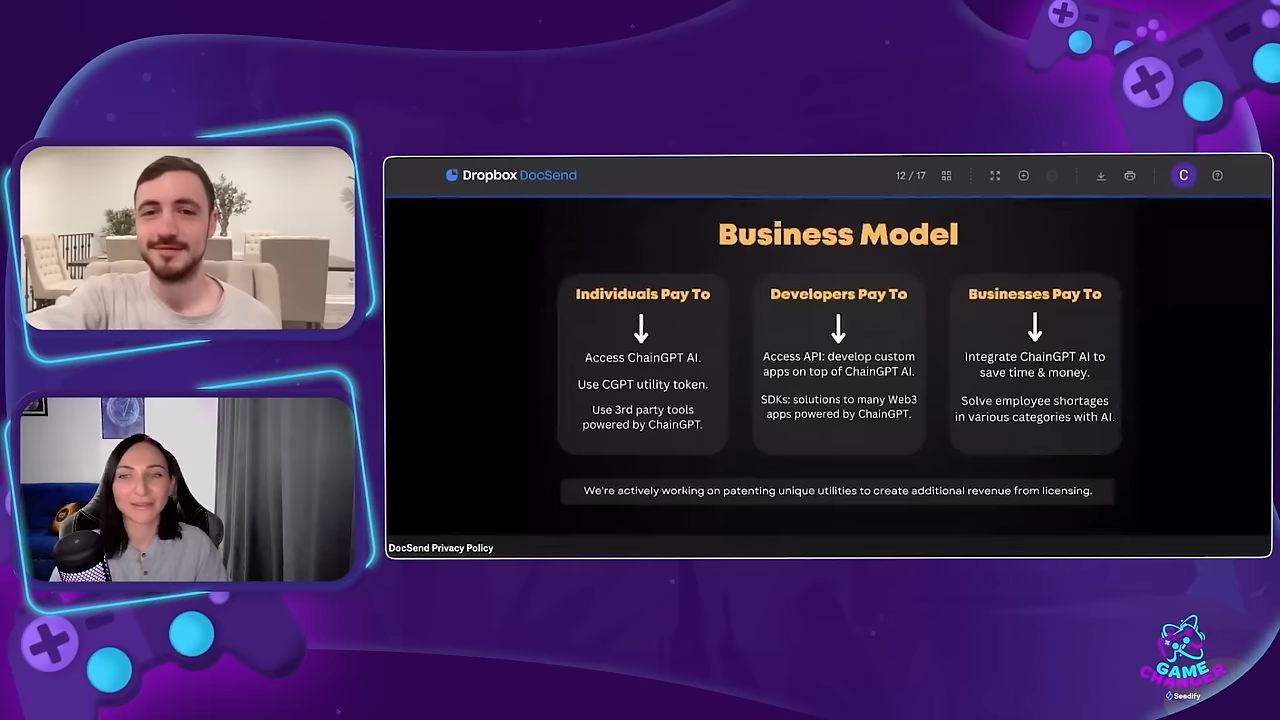 Dropbox DocSend
12 / 17
C
?
Business Model
Individuals Pay To
Access ChainGPT AI.
Use CGPT utility token.
Use 3rd party tools
powered by ChainGPT.
Developers Pay To
Access API: develop custom
apps on top of ChainGPT AI.
SDKs: solutions to many Web3
apps powered by ChainGPT.
Businesses Pay To
Integrate ChainGPT AI to
save time & money.
Solve employee shortages
in various categories with AI.
We're actively working on patenting unique utilities to create additional revenue from licensing.
DocSend Privacy Policy
GAME
CHANGER
Seedify